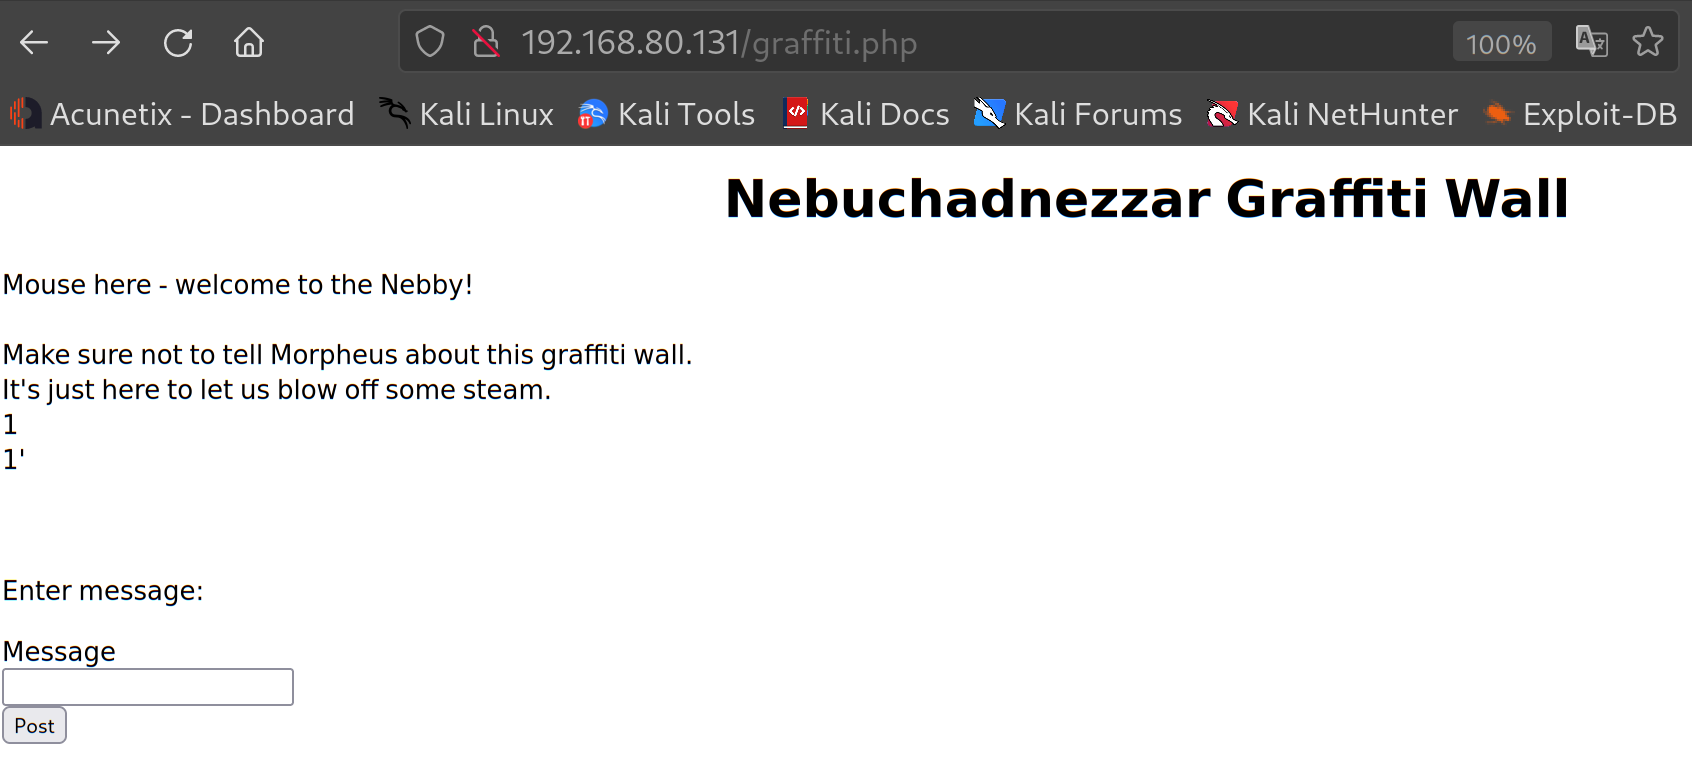 192.168.80.131/graffiti.php 100%
Acunetix - Dashboard Kali Linux Kali Tools Kali Docs Kali Forums Kali NetHunter Exploit-DB
Nebuchadnezzar Graffiti Wall
Mouse here - welcome to the Nebby!
Make sure not to tell Morpheus about this graffiti wall.
It's just here to let us blow off some steam.
1
1'
Enter message:
Message
Post